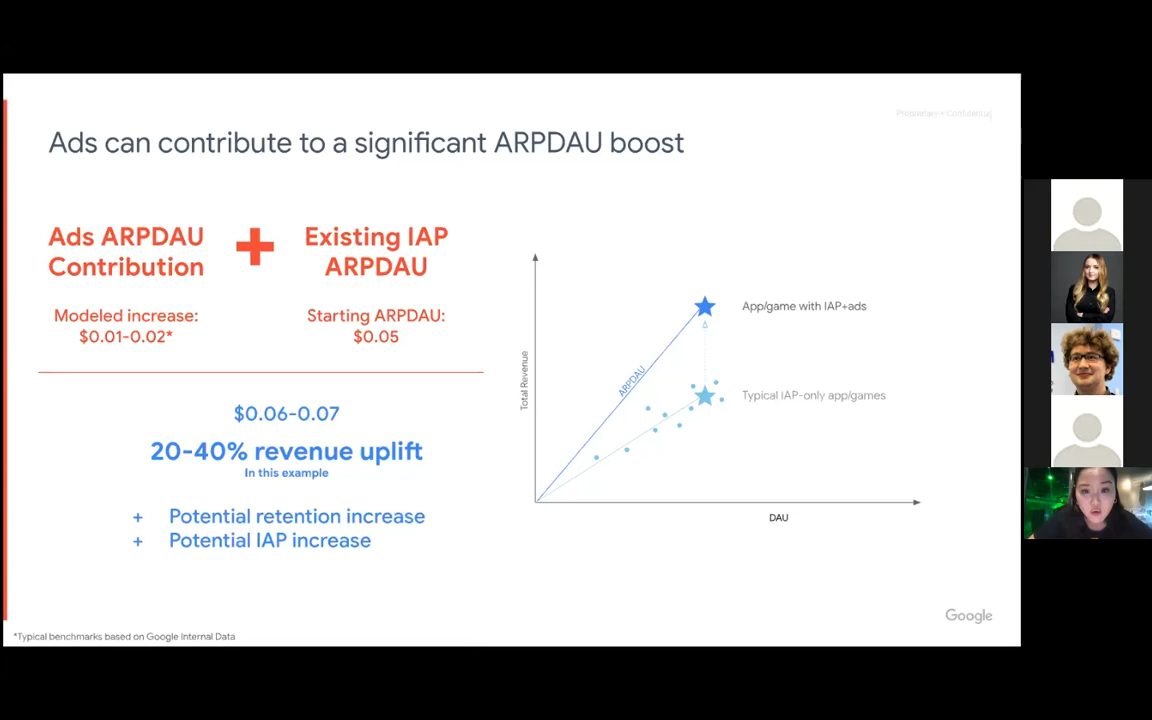 Proprietary + Confidential
Ads can contribute to a significant ARPDAU boost
Ads ARPDAU
Contribution
+
Existing IAP
ARPDAU
Modeled increase:
$0.01-0.02*
Starting ARPDAU:
$0.05
$0.06-0.07
20-40% revenue uplift
In this example
+ Potential retention increase
+ Potential IAP increase
Total Revenue
ARPDAU
App/game with IAP+ads
Typical IAP-only app/games
DAU
Google
*Typical benchmarks based on Google Internal Data